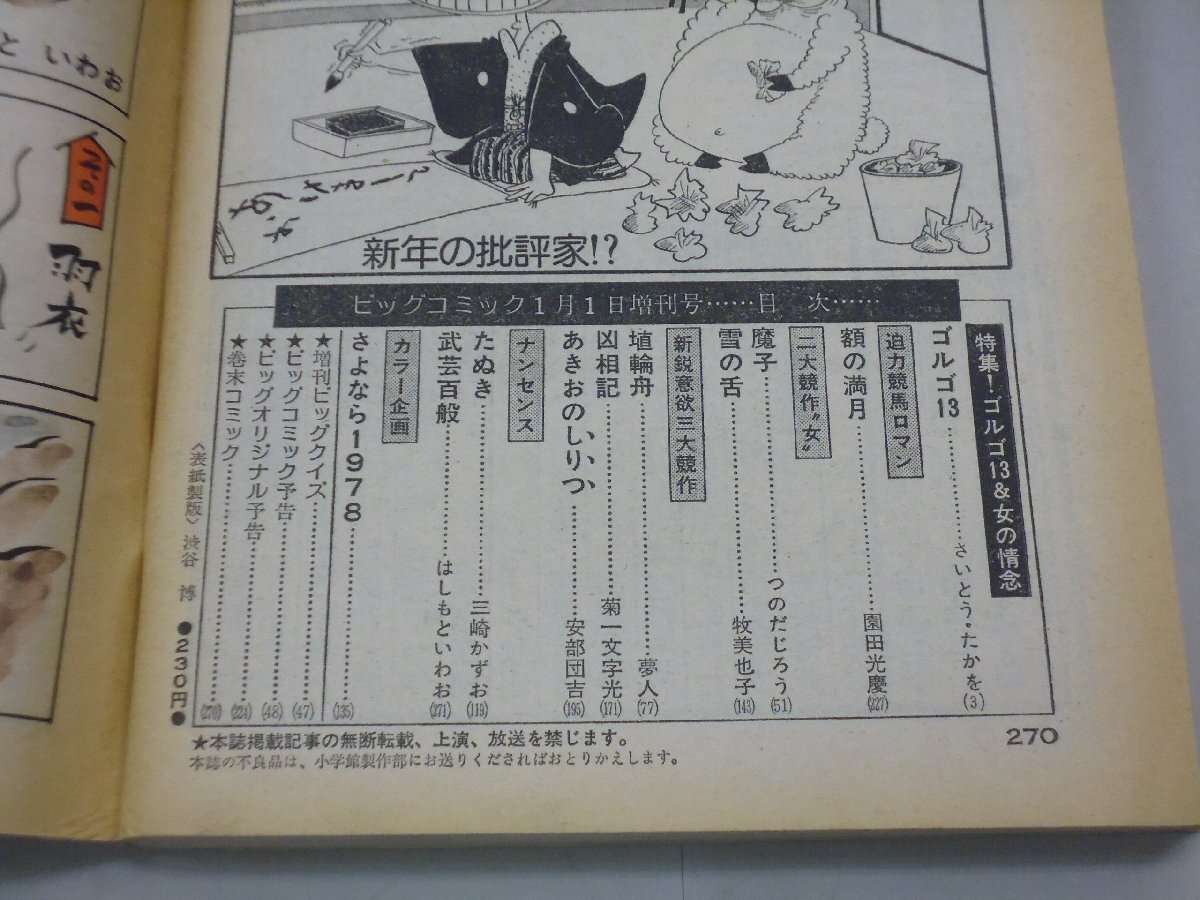 といわお
その一
羽衣
新年の批評家!?
ビッグコミック1月1日増刊号……目 次……
特集!ゴルゴ13&女の情念
ゴルゴ13……………さいとう・たかを(3)
迫力競馬ロマン
額の満月……………園田光慶(227)
二大競作〝女〟
魔子……………つのだじろう(51)
雪の舌……………牧美也子(143)
新鋭意欲三大競作
埴輪舟……………夢人(77)
凶相記……………菊一文字光(171)
あきおのしいつ……………安部団吉(195)
ナンセンス
たぬき……………三崎かずお(119)
武芸百般……………はしもといわお(271)
カラー企画
さよなら1978……………(135)
★増刊ビッグクイズ……………(47)
★ビッグコミック予告……………(48)
★ビッグオリジナル予告……………(224)
★巻末コミック……………(270)
〈表紙製版〉渋谷 博
●230円●
★本誌掲載記事の無断転載、上演、放送を禁じます。
本誌の不良品は、小学館製作部にお送りくださればおとりかえします。
270